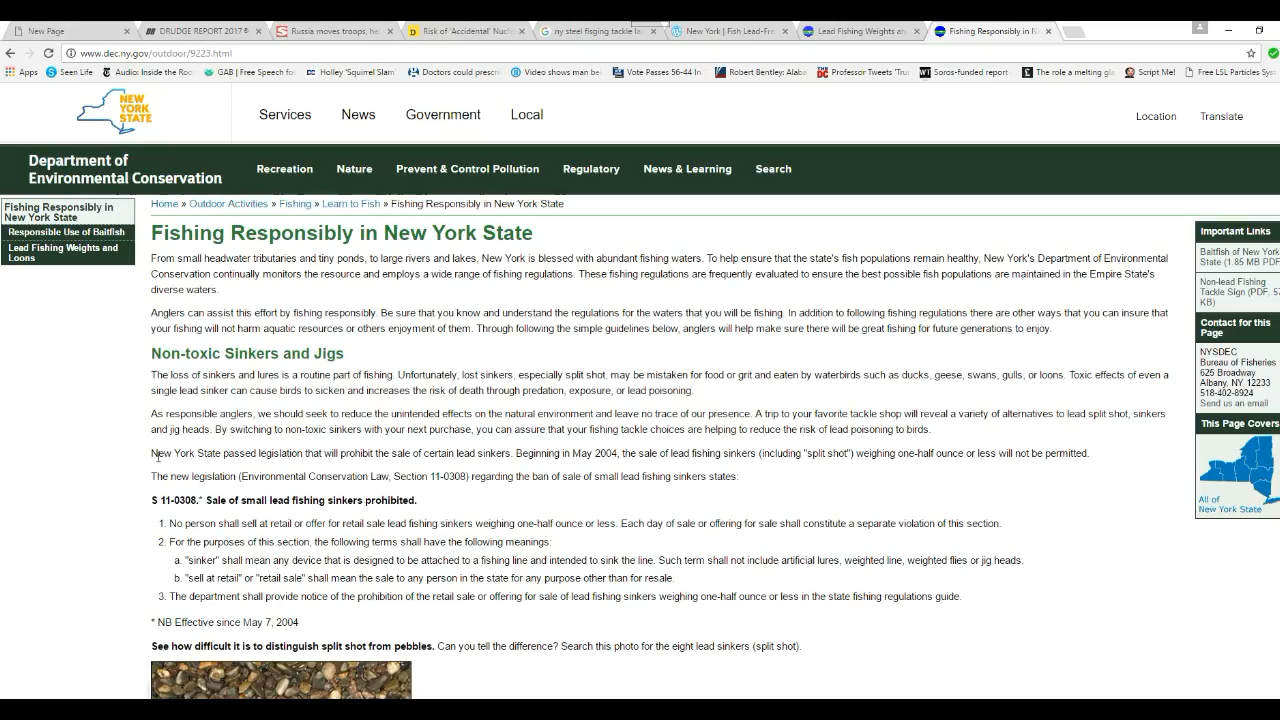 New Page
DRUDGE REPORT 2017®
Russia moves troops, he
Risk of 'Accidental' Nucl
ny steel fisging tackle la
New York | Fish Lead-Fre
Lead Fishing Weights an
Fishing Responsibly in N
www.dec.ny.gov/outdoor/9223.html
Apps
Seen Life
Audio: Inside the Roo
GAB | Free Speech fo
Holley 'Squirrel Slam'
Doctors could prescri
Video shows man be
Vote Passes 56-44 In
Robert Bentley: Alaba
Professor Tweets 'Tru
Soros-funded report
The role a melting gla
Script Me!
Free LSL Particles Sys
NEW
YORK
STATE
Services
News
Government
Local
Location
Translate
Department of
Environmental Conservation
Recreation
Nature
Prevent & Control Pollution
Regulatory
News & Learning
Search
Fishing Responsibly in
New York State
Responsible Use of Baitfish
Lead Fishing Weights and
Loons
Home » Outdoor Activities » Fishing » Learn to Fish » Fishing Responsibly in New York State
Fishing Responsibly in New York State
From small headwater tributaries and tiny ponds, to large rivers and lakes, New York is blessed with abundant fishing waters. To help ensure that the state's fish populations remain healthy, New York's Department of Environmental
Conservation continually monitors the resource and employs a wide range of fishing regulations. These fishing regulations are frequently evaluated to ensure the best possible fish populations are maintained in the Empire State's
diverse waters.
Anglers can assist this effort by fishing responsibly. Be sure that you know and understand the regulations for the waters that you will be fishing. In addition to following fishing regulations there are other ways that you can insure that
your fishing will not harm aquatic resources or others enjoyment of them. Through following the simple guidelines below, anglers will help make sure there will be great fishing for future generations to enjoy.
Non-toxic Sinkers and Jigs
The loss of sinkers and lures is a routine part of fishing. Unfortunately, lost sinkers, especially split shot, may be mistaken for food or grit and eaten by waterbirds such as ducks, geese, swans, gulls, or loons. Toxic effects of even a
single lead sinker can cause birds to sicken and increases the risk of death through predation, exposure, or lead poisoning.
As responsible anglers, we should seek to reduce the unintended effects on the natural environment and leave no trace of our presence. A trip to your favorite tackle shop will reveal a variety of alternatives to lead split shot, sinkers
and jig heads. By switching to non-toxic sinkers with your next purchase, you can assure that your fishing tackle choices are helping to reduce the risk of lead poisoning to birds.
New York State passed legislation that will prohibit the sale of certain lead sinkers. Beginning in May 2004, the sale of lead fishing sinkers (including "split shot") weighing one-half ounce or less will not be permitted.
The new legislation (Environmental Conservation Law, Section 11-0308) regarding the ban of sale of small lead fishing sinkers states:
S 11-0308.* Sale of small lead fishing sinkers prohibited.
1. No person shall sell at retail or offer for retail sale lead fishing sinkers weighing one-half ounce or less. Each day of sale or offering for sale shall constitute a separate violation of this section.
2. For the purposes of this section, the following terms shall have the following meanings:
a. "sinker" shall mean any device that is designed to be attached to a fishing line and intended to sink the line. Such term shall not include artificial lures, weighted line, weighted flies or jig heads.
b. "sell at retail" or "retail sale" shall mean the sale to any person in the state for any purpose other than for resale.
3. The department shall provide notice of the prohibition of the retail sale or offering for sale of lead fishing sinkers weighing one-half ounce or less in the state fishing regulations guide.
* NB Effective since May 7, 2004
See how difficult it is to distinguish split shot from pebbles. Can you tell the difference? Search this photo for the eight lead sinkers (split shot).
Important Links
Baitfish of New York
State (1.85 MB PDF
Non-lead Fishing
Tackle Sign (PDF, 57
KB)
Contact for this
Page
NYSDEC
Bureau of Fisheries
625 Broadway
Albany, NY 12233
518-402-8924
Send us an email
This Page Covers
All of
New York State